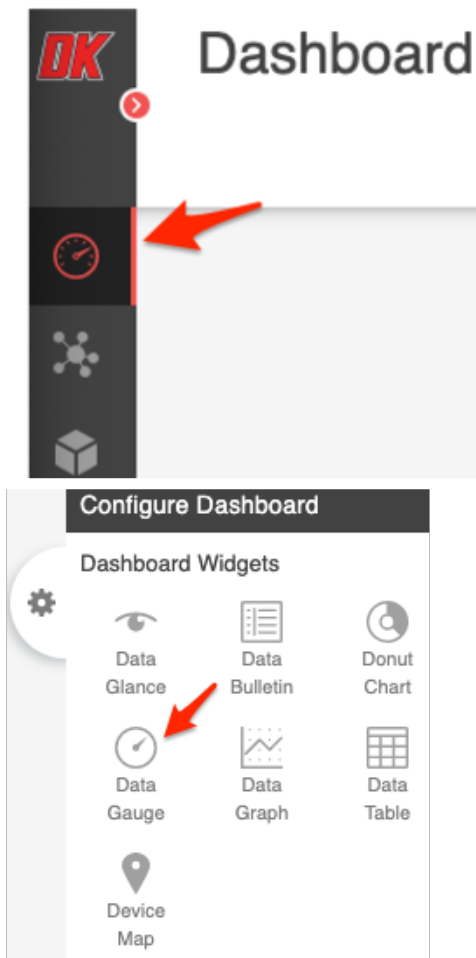 DK
Dashboard
Configure Dashboard
Dashboard Widgets
Data Data Donut
Glance Bulletin Chart
Data Data Data
Gauge Graph Table
Device
Map